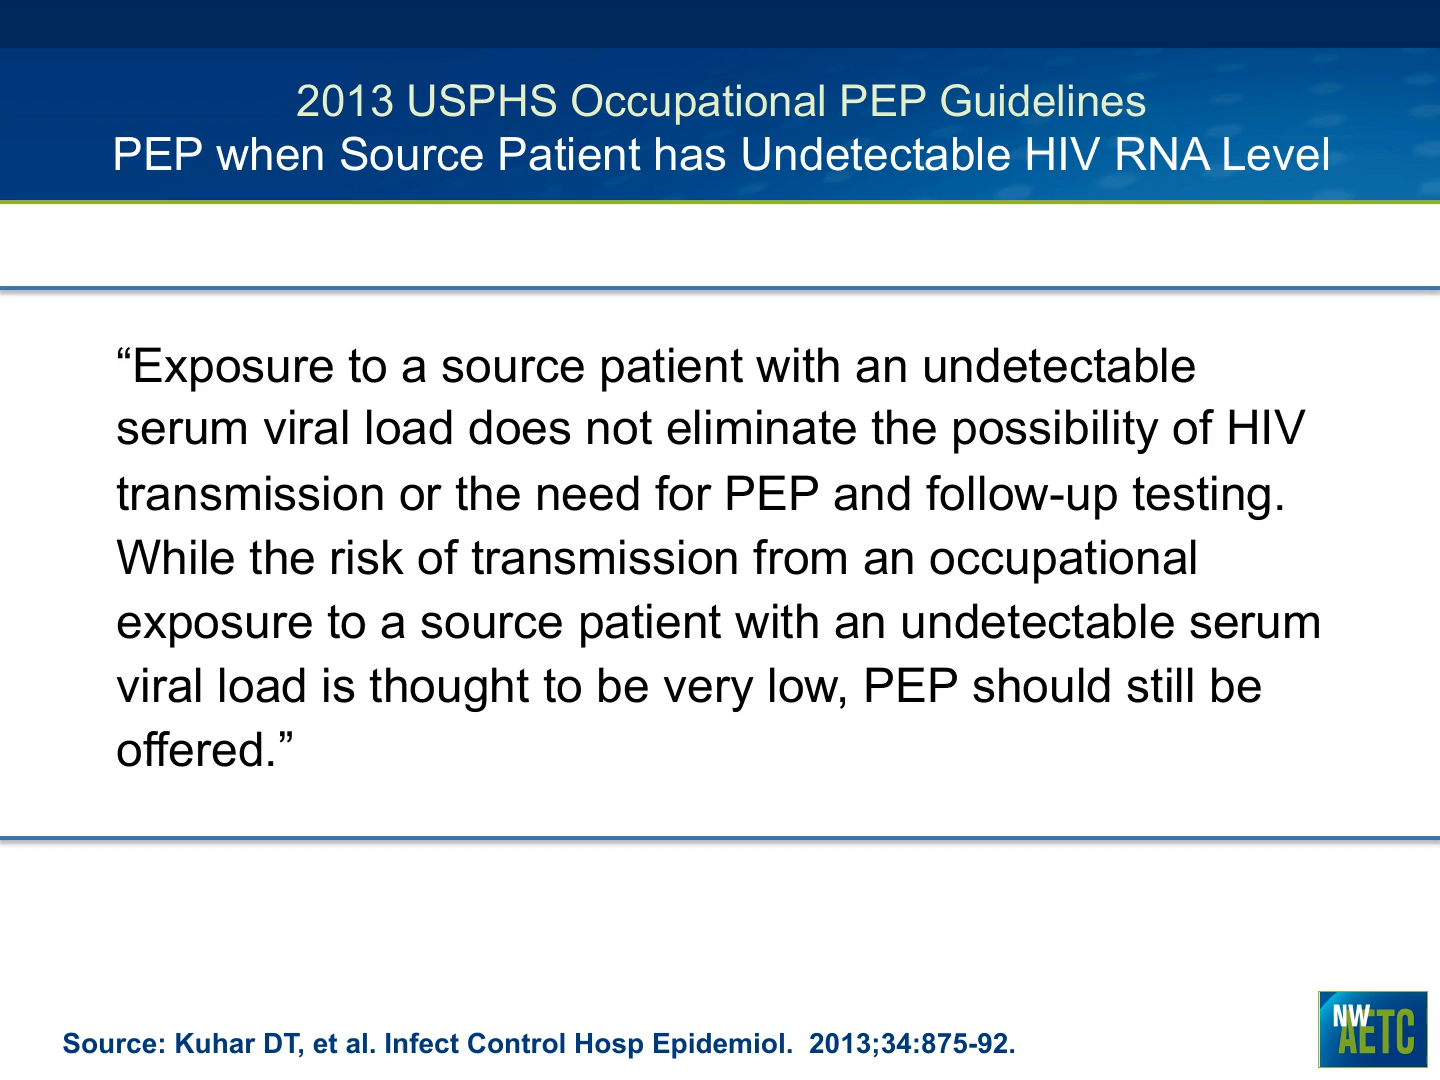 2013 USPHS Occupational PEP Guidelines
PEP when Source Patient has Undetectable HIV RNA Level
“Exposure to a source patient with an undetectable
serum viral load does not eliminate the possibility of HIV
transmission or the need for PEP and follow-up testing.
While the risk of transmission from an occupational
exposure to a source patient with an undetectable serum
viral load is thought to be very low, PEP should still be
offered.”
Source: Kuhar DT, et al. Infect Control Hosp Epidemiol.  2013;34:875-92.
NW
AETC